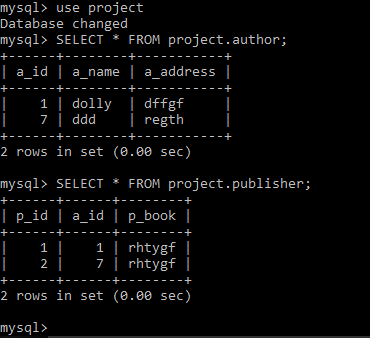 mysql> use project
Database changed
mysql> SELECT * FROM project.author;
+------+--------+-----------+
| a_id | a_name | a_address |
+------+--------+-----------+
|    1 | dolly  | dffgf     |
|    7 | ddd    | regth     |
+------+--------+-----------+
2 rows in set (0.00 sec)

mysql> SELECT * FROM project.publisher;
+------+------+--------+
| p_id | a_id | p_book |
+------+------+--------+
|    1 |    1 | rhtygf |
|    2 |    7 | rhtygf |
+------+------+--------+
2 rows in set (0.00 sec)

mysql>